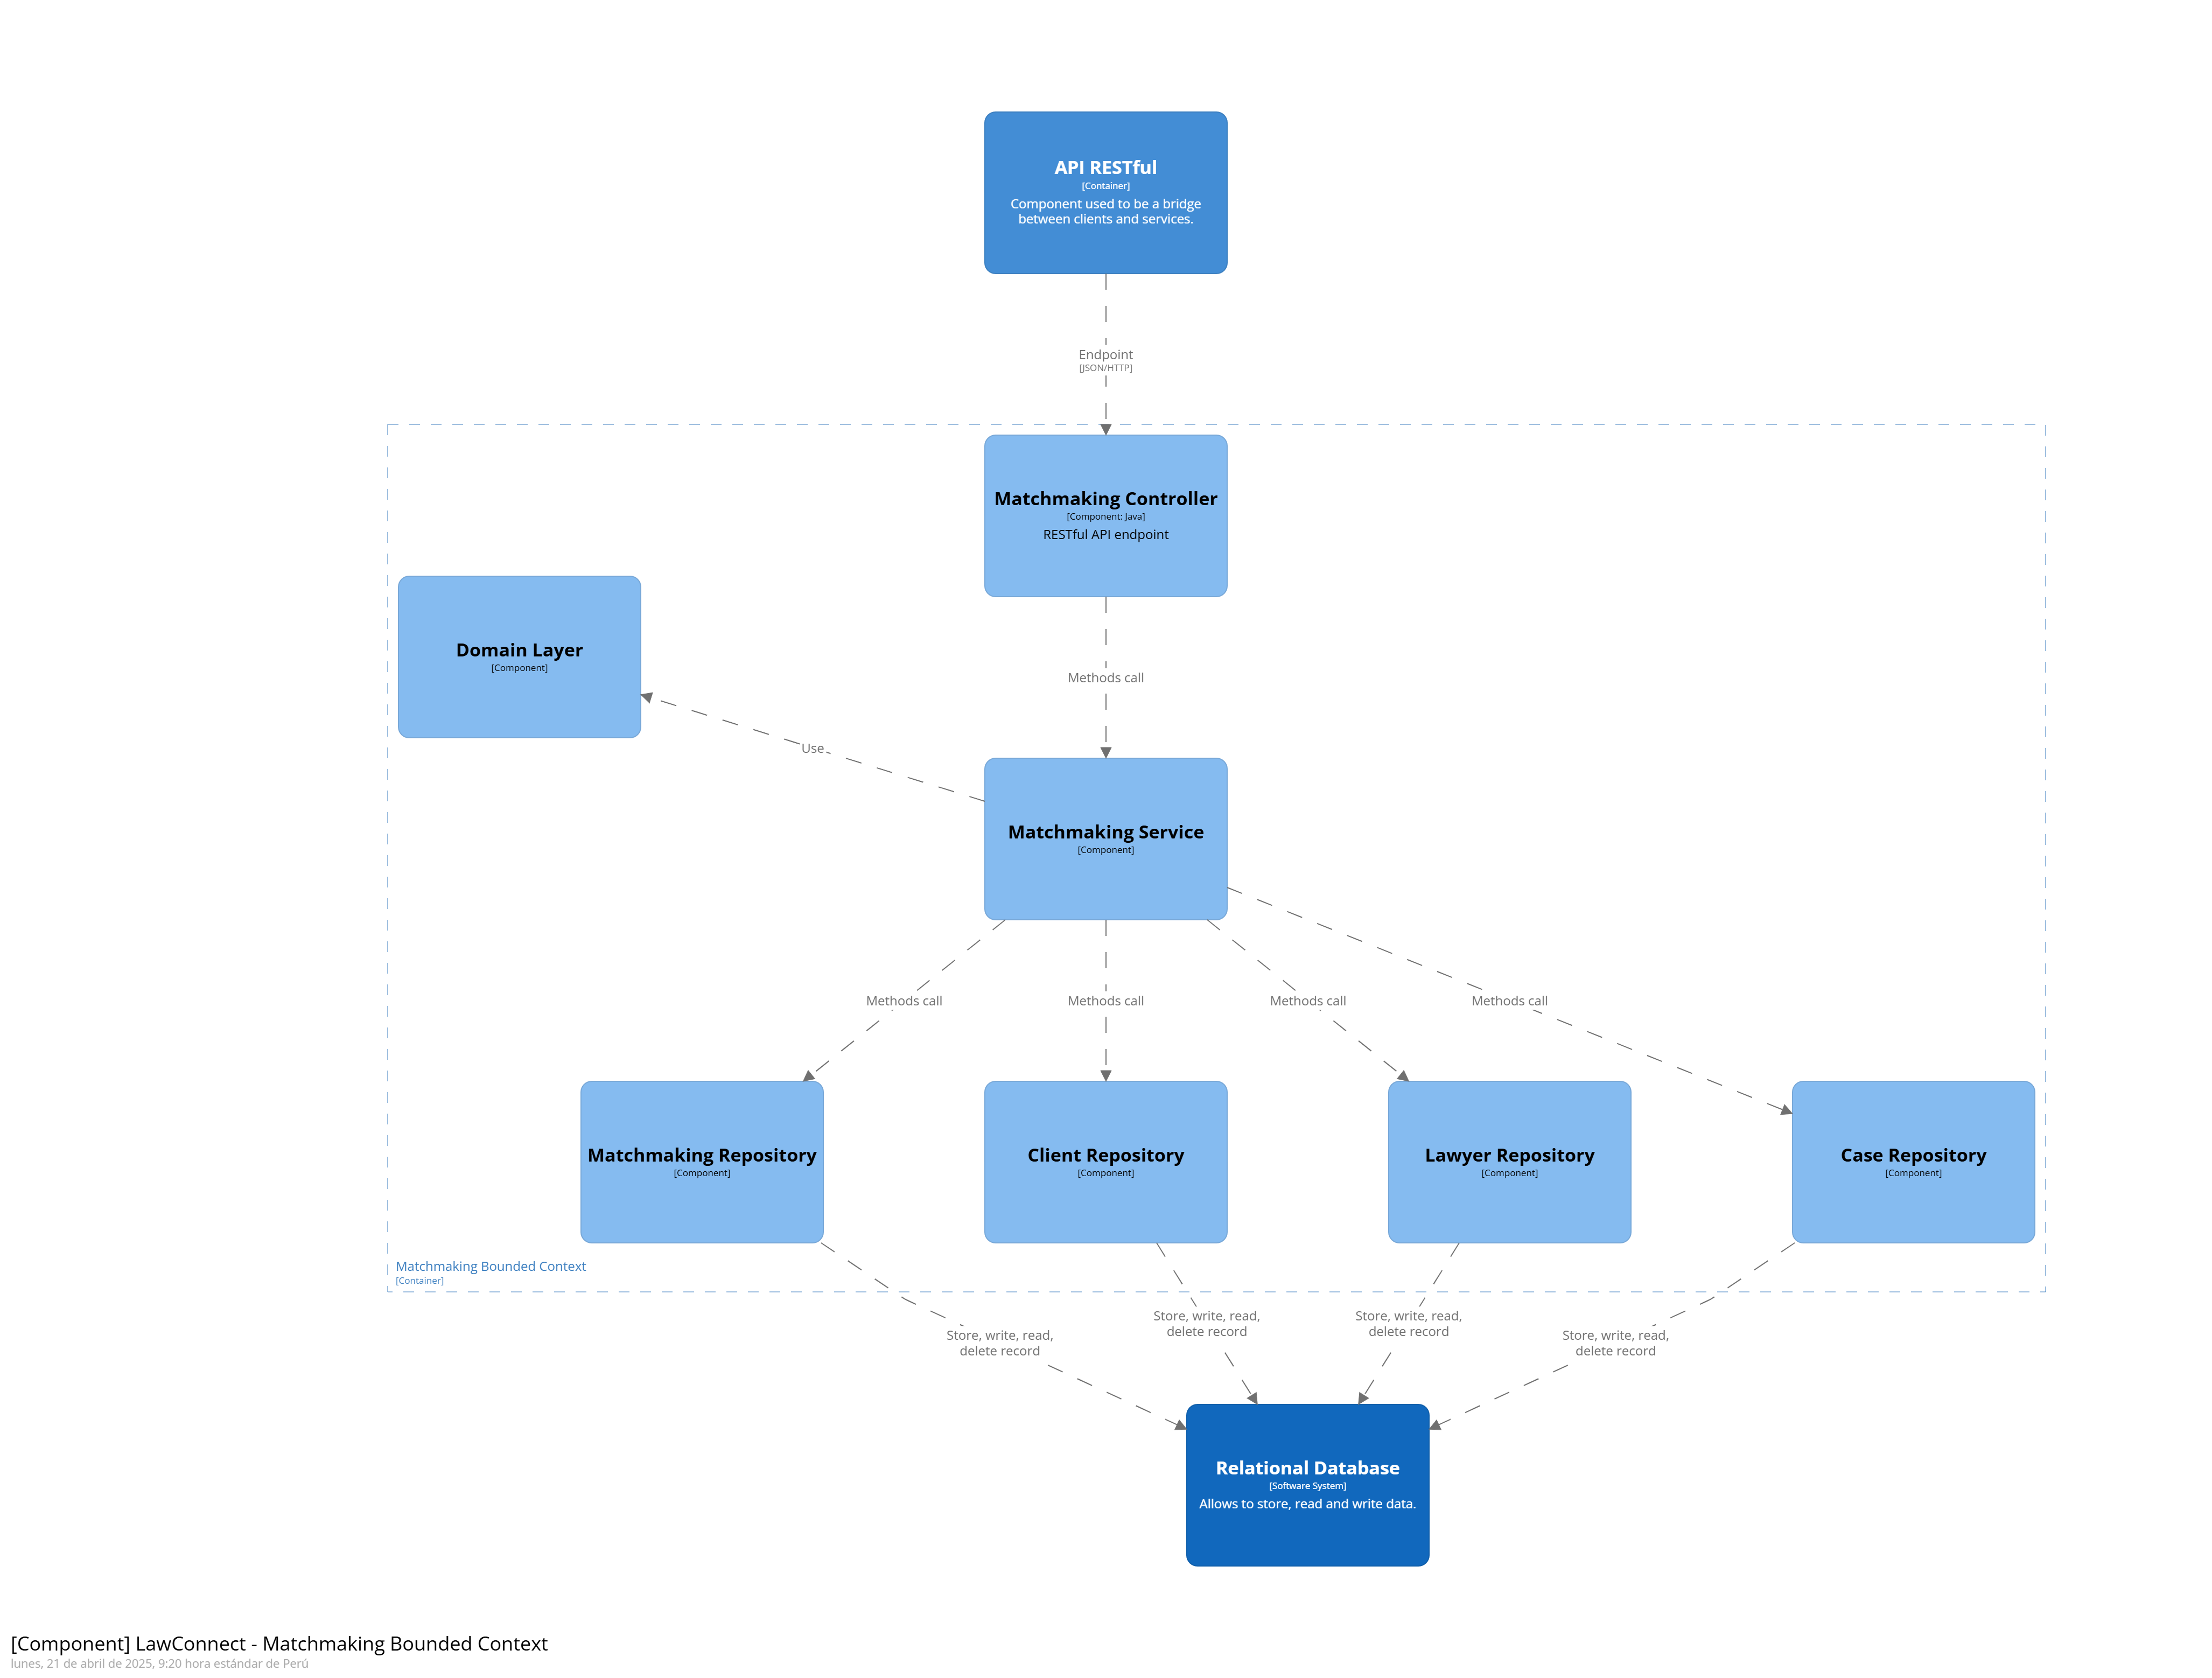 API RESTful
[Container]
Component used to be a bridge
between clients and services.
Endpoint
[JSON/HTTP]
Matchmaking Controller
[Component: Java]
RESTful API endpoint
Domain Layer
[Component]
Methods call
Use
Matchmaking Service
[Component]
Methods call
Methods call
Methods call
Methods call
Matchmaking Repository
[Component]
Client Repository
[Component]
Lawyer Repository
[Component]
Case Repository
[Component]
Matchmaking Bounded Context
[Container]
Store, write, read,
delete record
Store, write, read,
delete record
Store, write, read,
delete record
Store, write, read,
delete record
Relational Database
[Software System]
Allows to store, read and write data.
[Component] LawConnect - Matchmaking Bounded Context
lunes, 21 de abril de 2025, 9:20 hora estándar de Perú